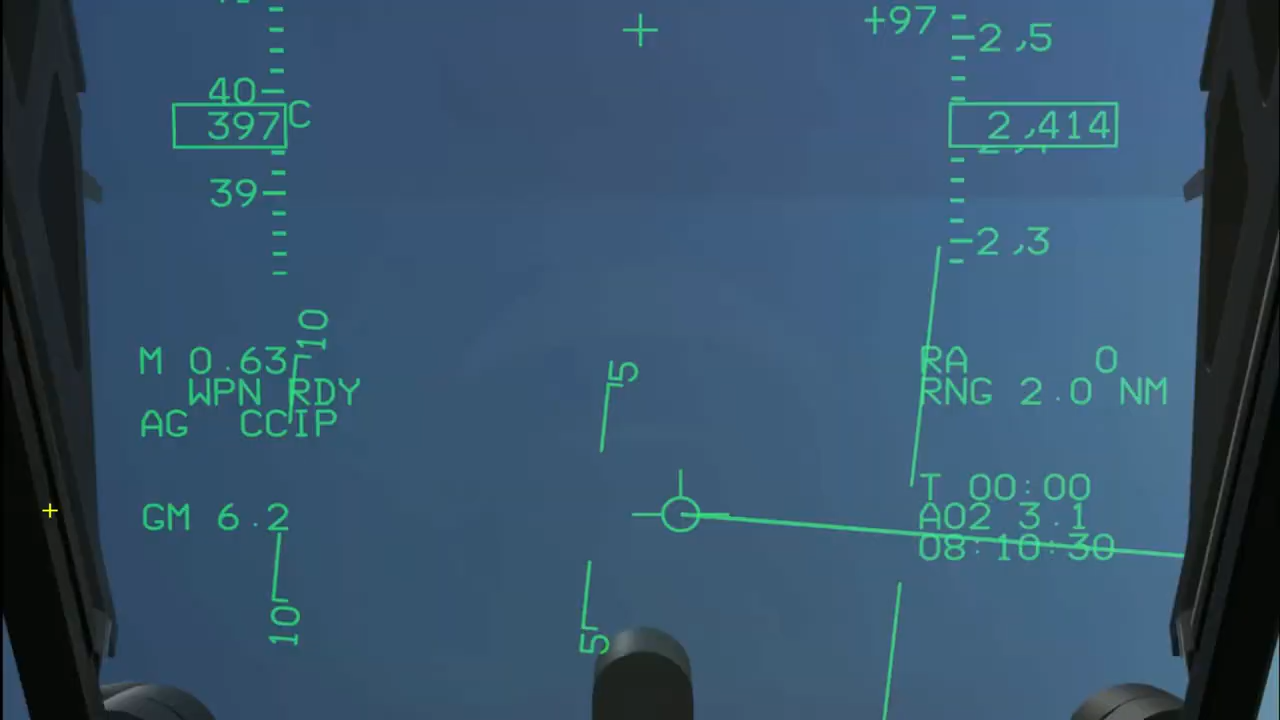 +97
2,5
40
397 C
2,414
39
2,3
10
M 0.63
WPN RDY
AG CCIP
5
RA 0
RNG 2.0 NM
GM 6.2
T 00:00
A02 3.1
08:10:30
10
5